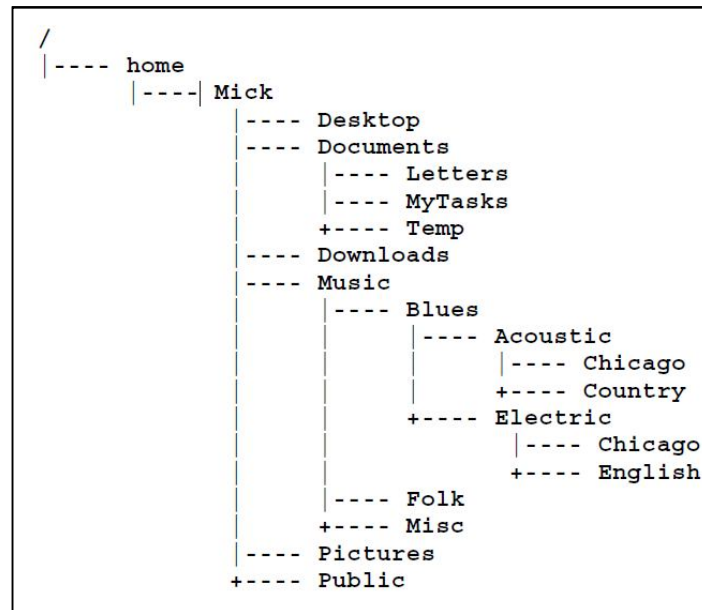 /
|---- home
|----| Mick
|---- Desktop
|---- Documents
| |---- Letters
| |---- MyTasks
| +---- Temp
|---- Downloads
|---- Music
| |---- Blues
| | |---- Acoustic
| | | |---- Chicago
| | | +---- Country
| | +---- Electric
| | |---- Chicago
| | +---- English
| |---- Folk
| +---- Misc
|---- Pictures
+---- Public